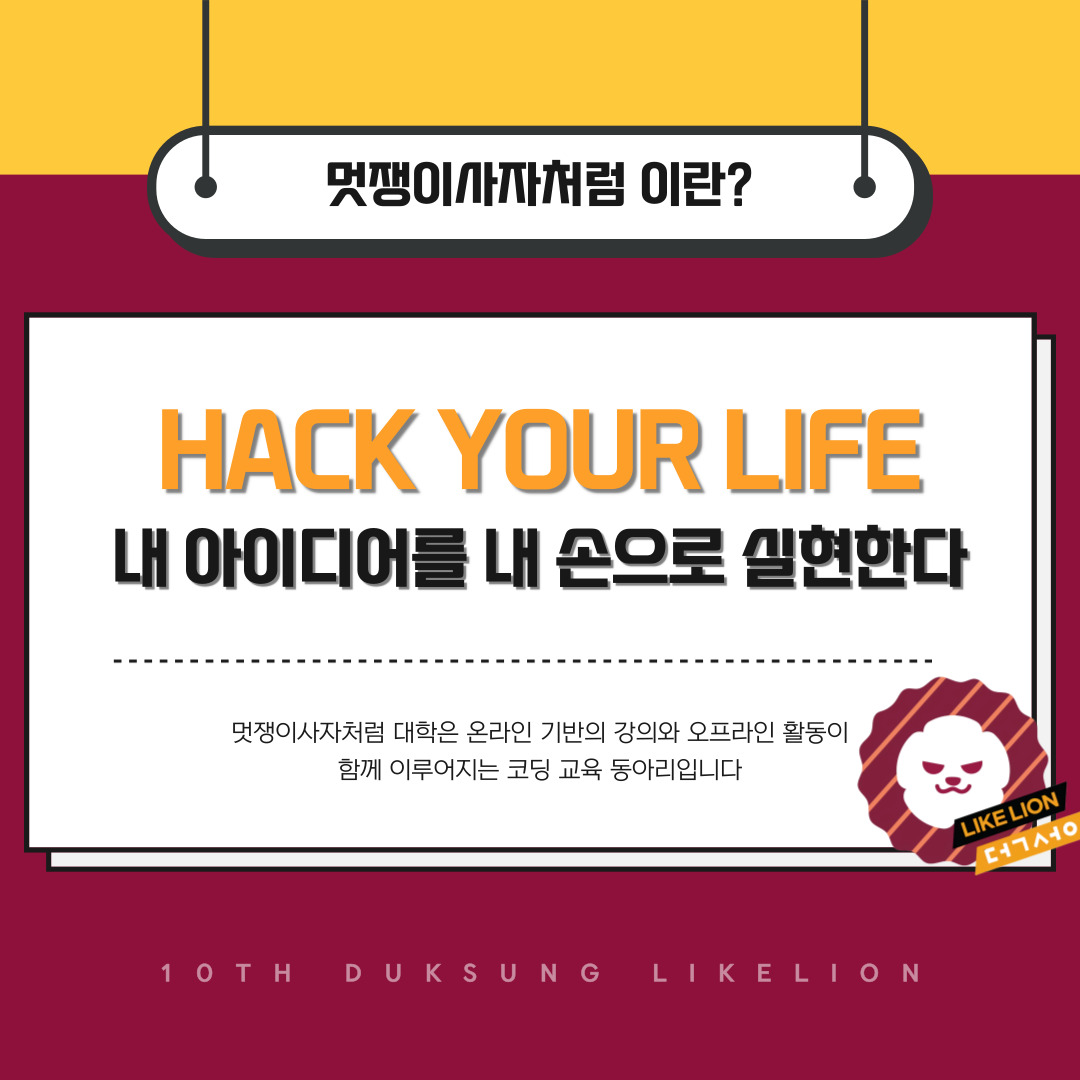 멋쟁이사자처럼 이란?
HACK YOUR LIFE
내 아이디어를 내 손으로 실현한다
멋쟁이사자처럼 대학은 온라인 기반의 강의와 오프라인 활동이
함께 이루어지는 코딩 교육 동아리입니다
LIKE LION
10TH DUKSUNG LIKELION